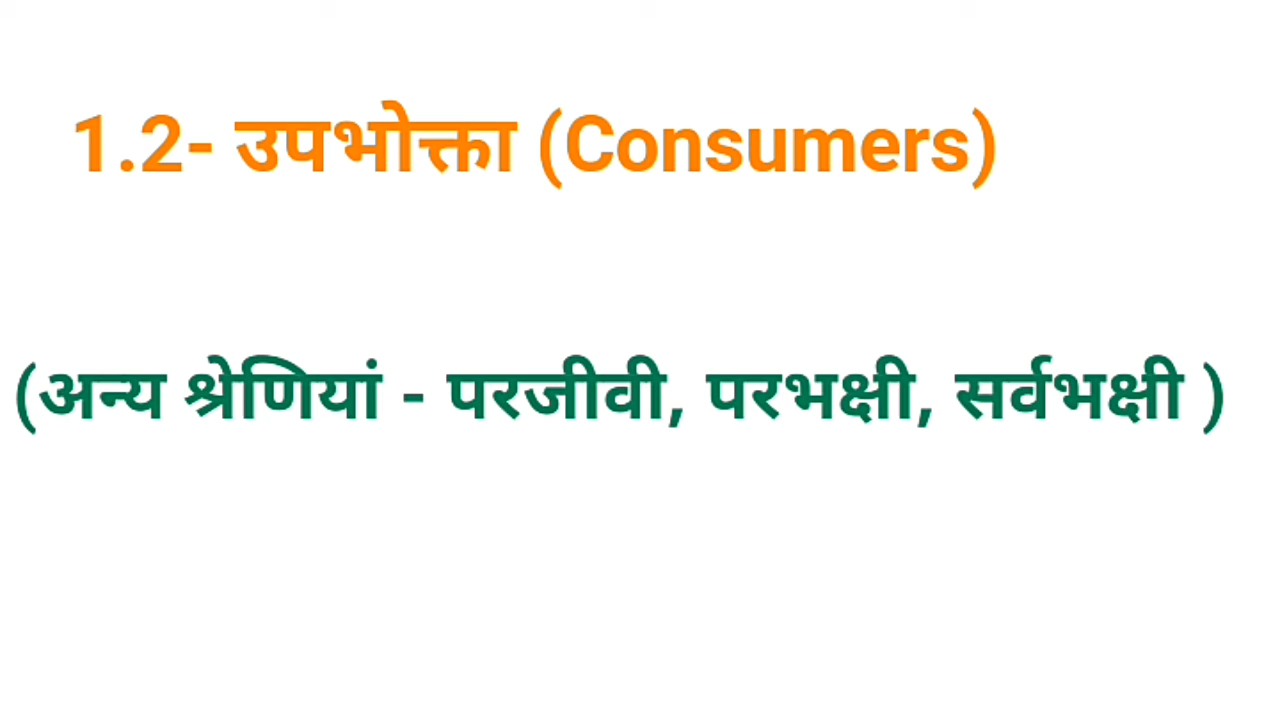 1.2- उपभोक्ता (Consumers)
(अन्य श्रेणियां - परजीवी, परभक्षी, सर्वभक्षी )